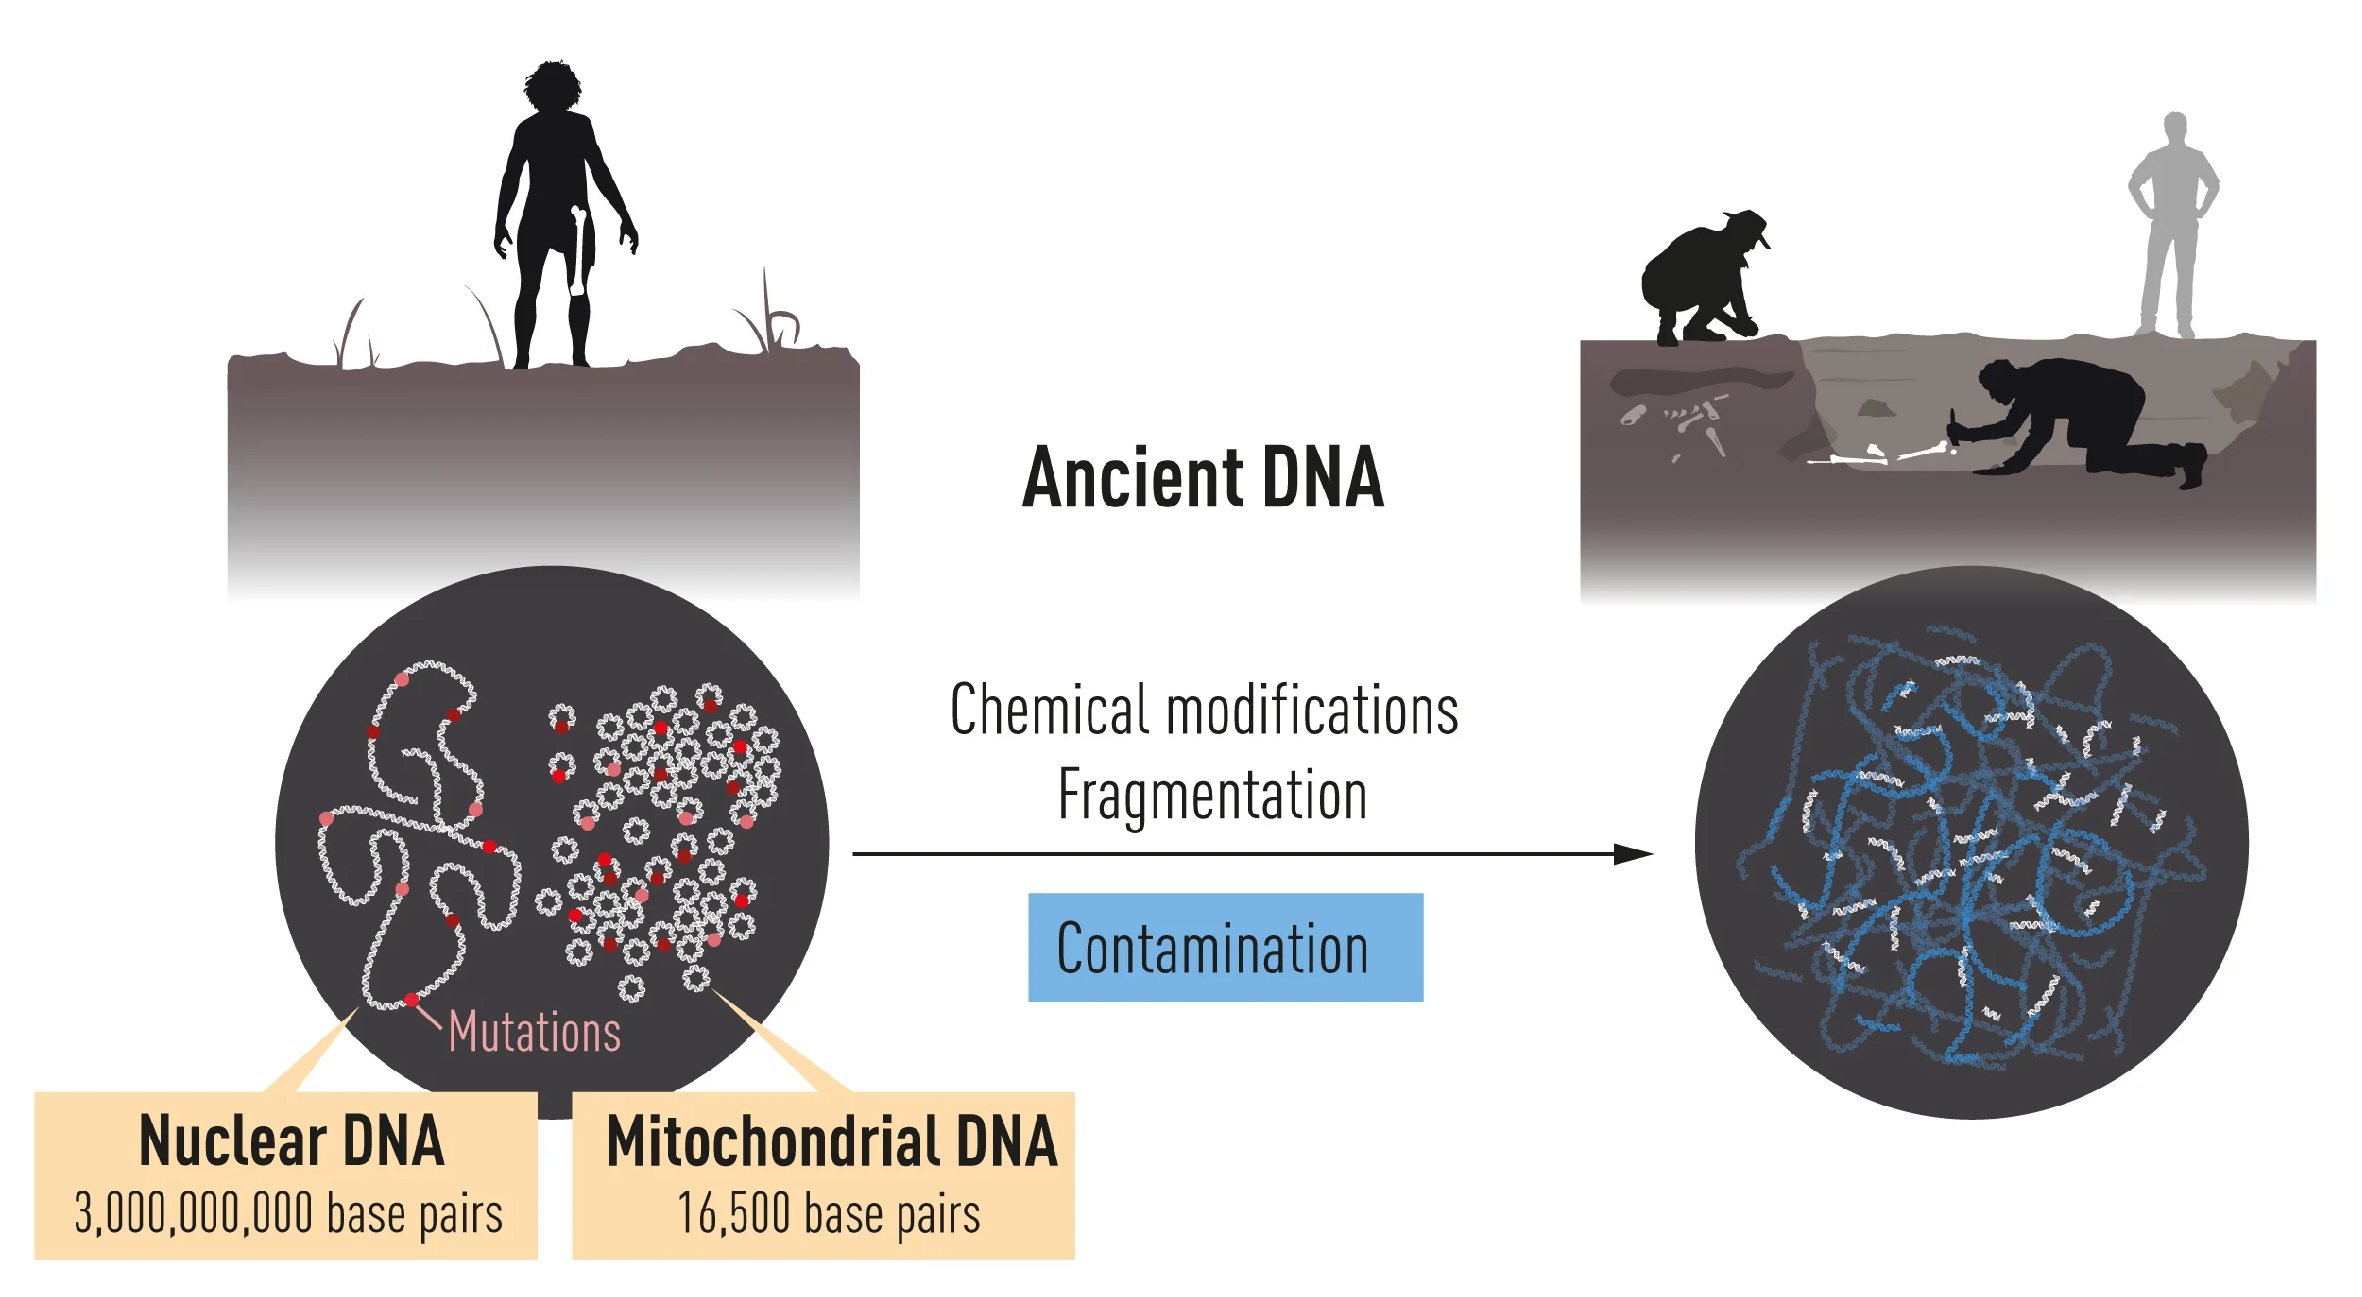 Ancient DNA
Chemical modifications
Fragmentation
Contamination
Mutations
Nuclear DNA
3,000,000,000 base pairs
Mitochondrial DNA
16,500 base pairs